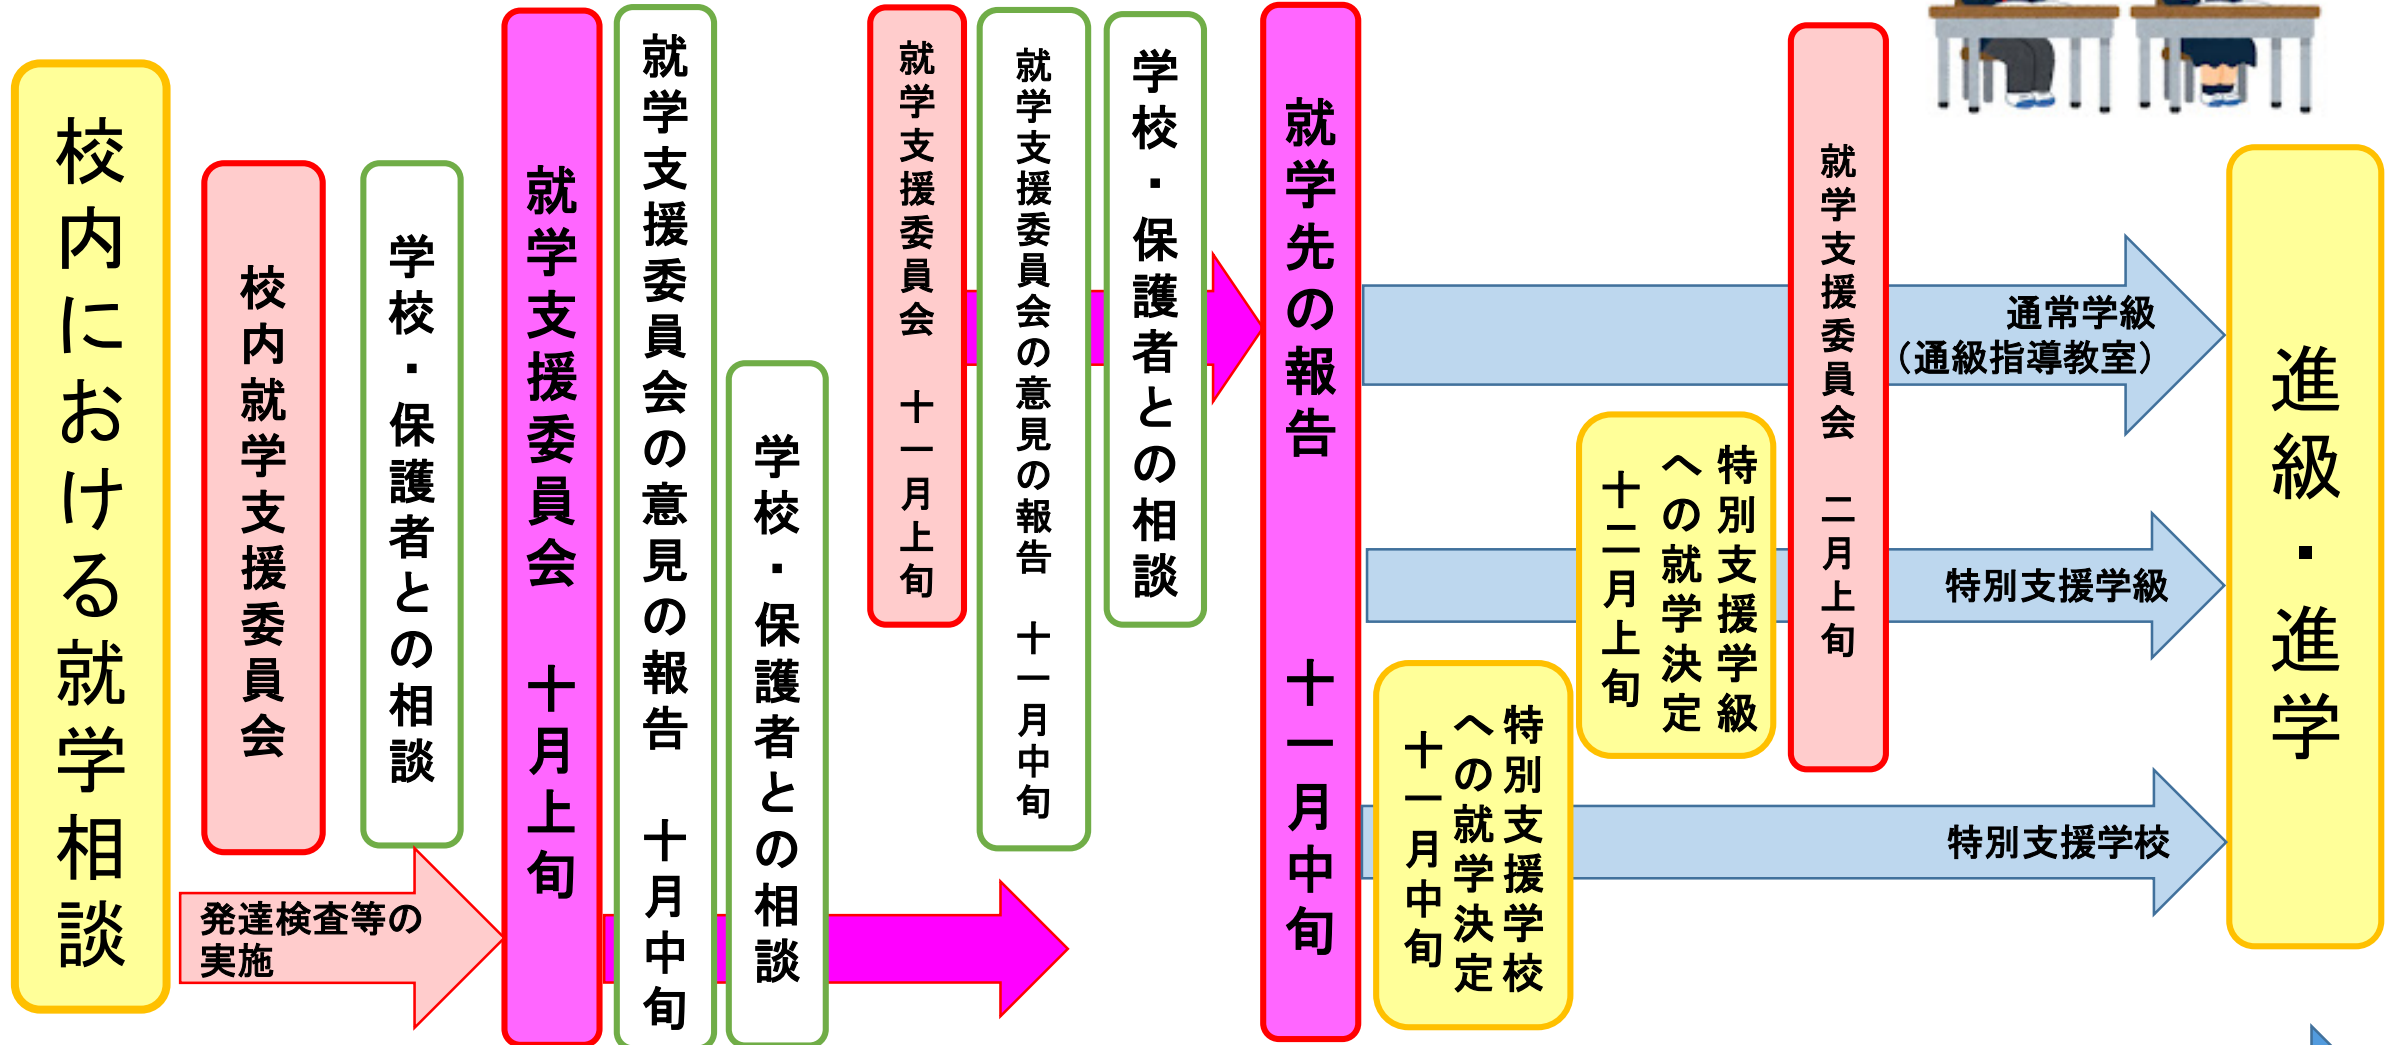 校内における就学相談
校内就学支援委員会
学校・保護者との相談
発達検査等の
実施
就学支援委員会 十月上旬
就学支援委員会の意見の報告 十月中旬
学校・保護者との相談
就学支援委員会 十一月上旬
就学支援委員会の意見の報告 十一月中旬
学校・保護者との相談
就学先の報告 十一月中旬
特別支援学校
への就学決定
十一月中旬
特別支援学級
への就学決定
十二月上旬
就学支援委員会 二月上旬
通常学級
（通級指導教室）
特別支援学級
特別支援学校
進級・進学